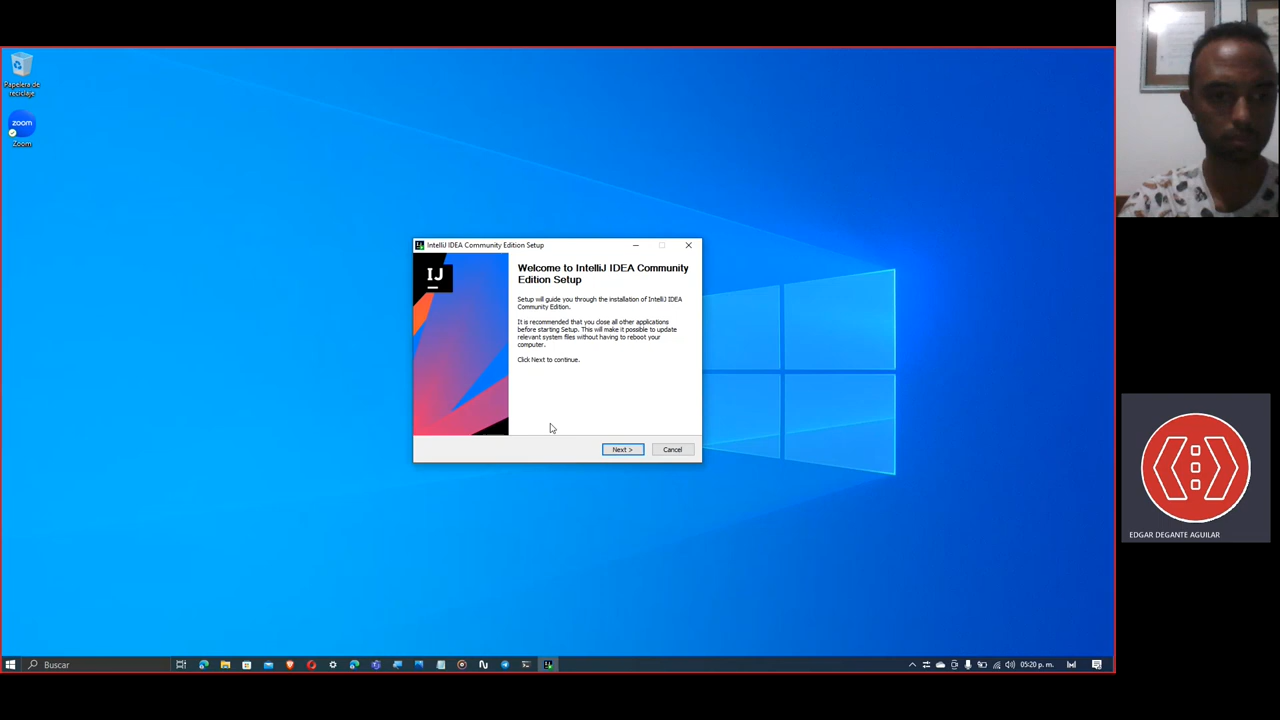 Papelera de
reciclaje
zoom
Zoom
IntelliJ IDEA Community Edition Setup
IJ
Welcome to IntelliJ IDEA Community
Edition Setup
Setup will guide you through the installation of IntelliJ IDEA
Community Edition.
It is recommended that you close all other applications
before starting Setup. This will make it possible to update
relevant system files without having to reboot your
computer.
Click Next to continue.
Next >
Cancel
EDGAR DEGANTE AGUILAR
Buscar
05:20 p. m.